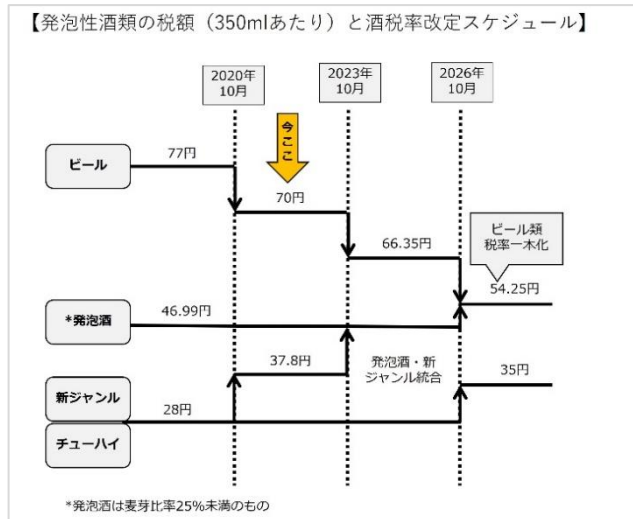 【発泡性酒類の税額（350mlあたり）と酒税率改定スケジュール】
2020年
10月
2023年
10月
2026年
10月
今ここ
ビール
77円
70円
66.35円
ビール類
税率一木化
54.25円
*発泡酒
46.99円
37.8円
発泡酒・新
ジャンル統合
35円
新ジャンル
28円
チューハイ
*発泡酒は麦芽比率25%未満のもの